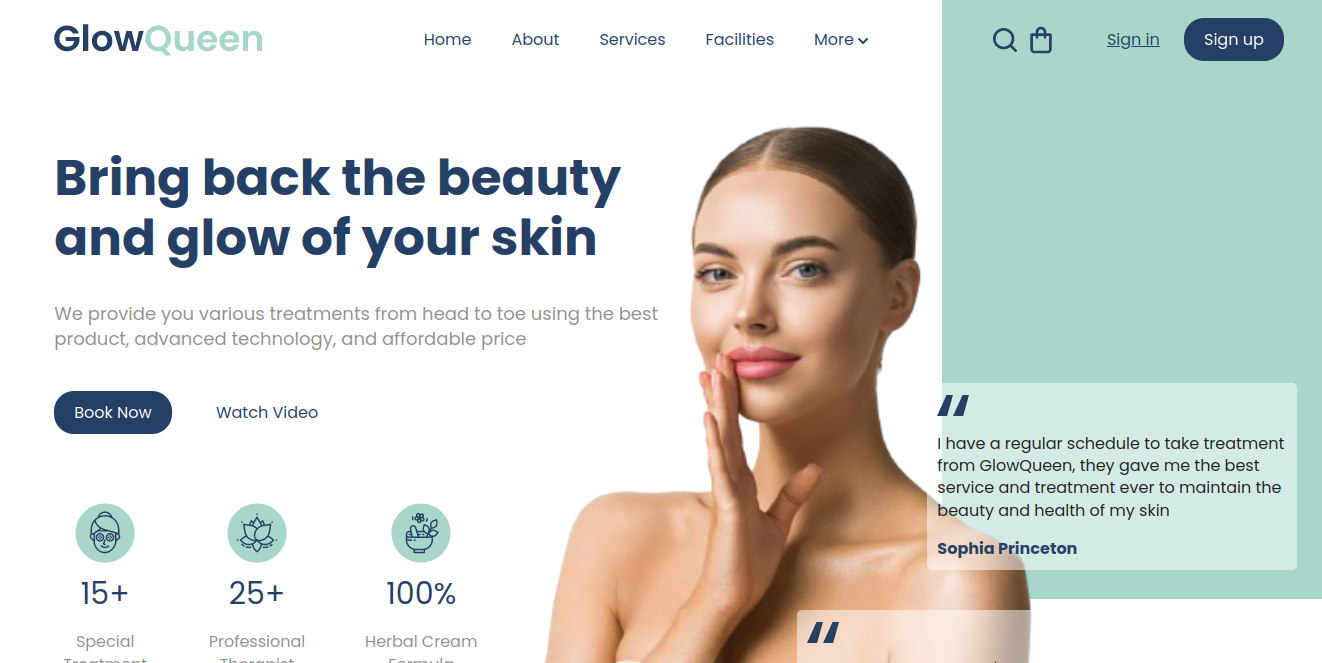 GlowQueen
Home
About
Services
Facilities
More
Sign in
Sign up
Bring back the beauty
and glow of your skin
We provide you various treatments from head to toe using the best
product, advanced technology, and affordable price
Book Now
Watch Video
I have a regular schedule to take treatment
from GlowQueen, they gave me the best
service and treatment ever to maintain the
beauty and health of my skin
Sophia Princeton
15+
25+
100%
Special
Professional
Herbal Cream
Treatment
Therapist
Formula